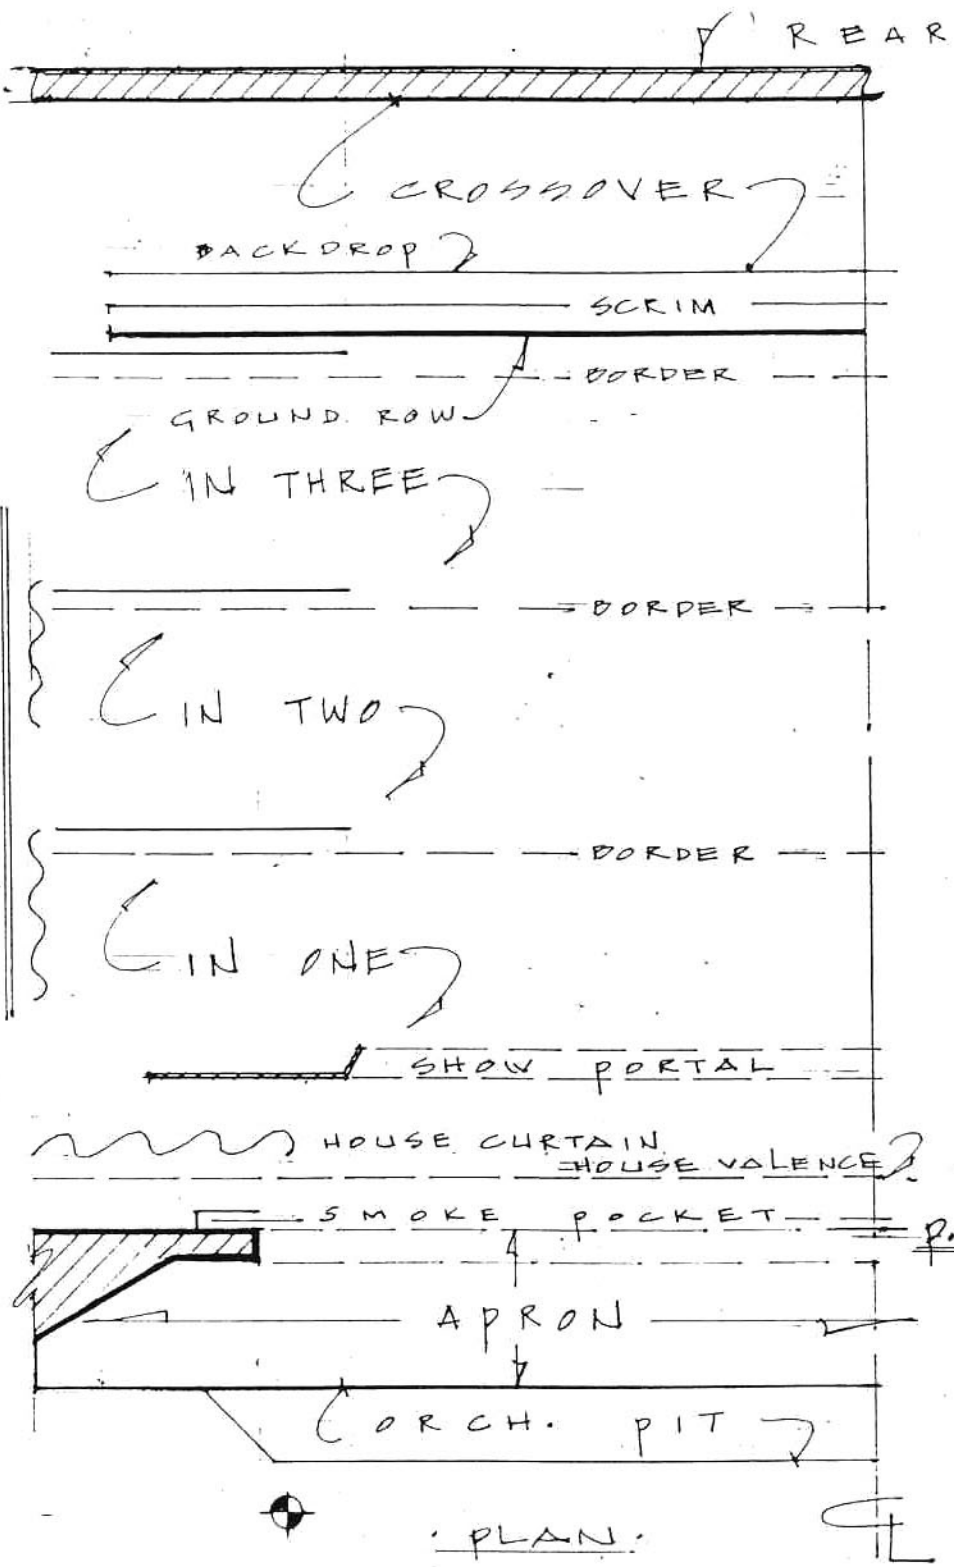 REAR
CROSSOVER
BACKDROP
SCRIM
BORDER
GROUND ROW
IN THREE
BORDER
IN TWO
BORDER
IN ONE
SHOW PORTAL
HOUSE CURTAIN
HOUSE VALENCE
SMOKE POCKET
P.
APRON
ORCH. PIT
CL
PLAN